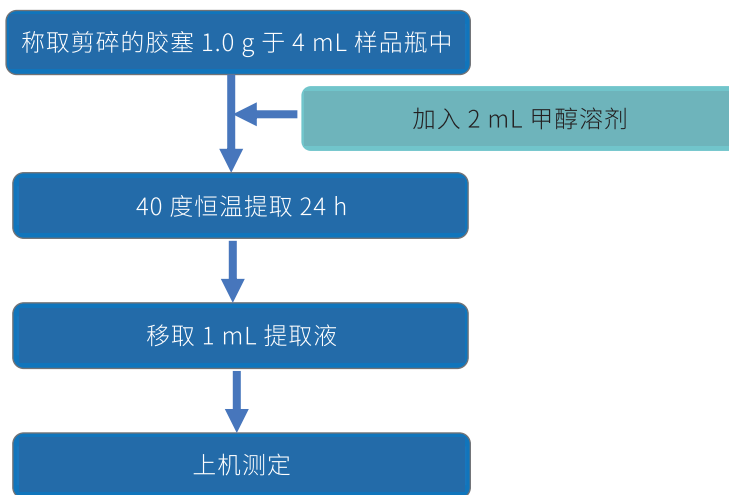 称取剪碎的胶塞 1.0 g 于 4 mL 样品瓶中
加入 2 mL 甲醇溶剂
40 度恒温提取 24 h
移取 1 mL 提取液
上机测定